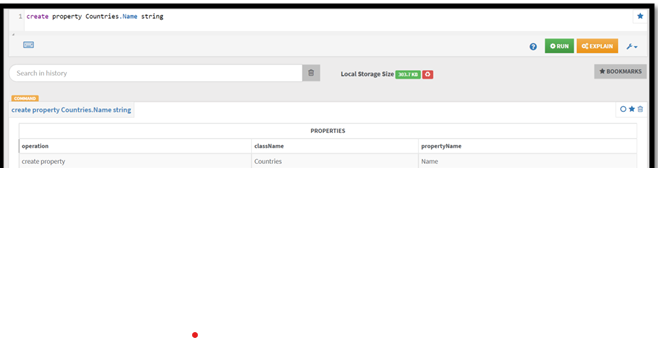 1 create property Countries.Name string
RUN
EXPLAIN
Search in history
Local Storage Size 303.7 KB
BOOKMARKS
COMMAND
create property Countries.Name string
PROPERTIES
operation className propertyName
create property Countries Name